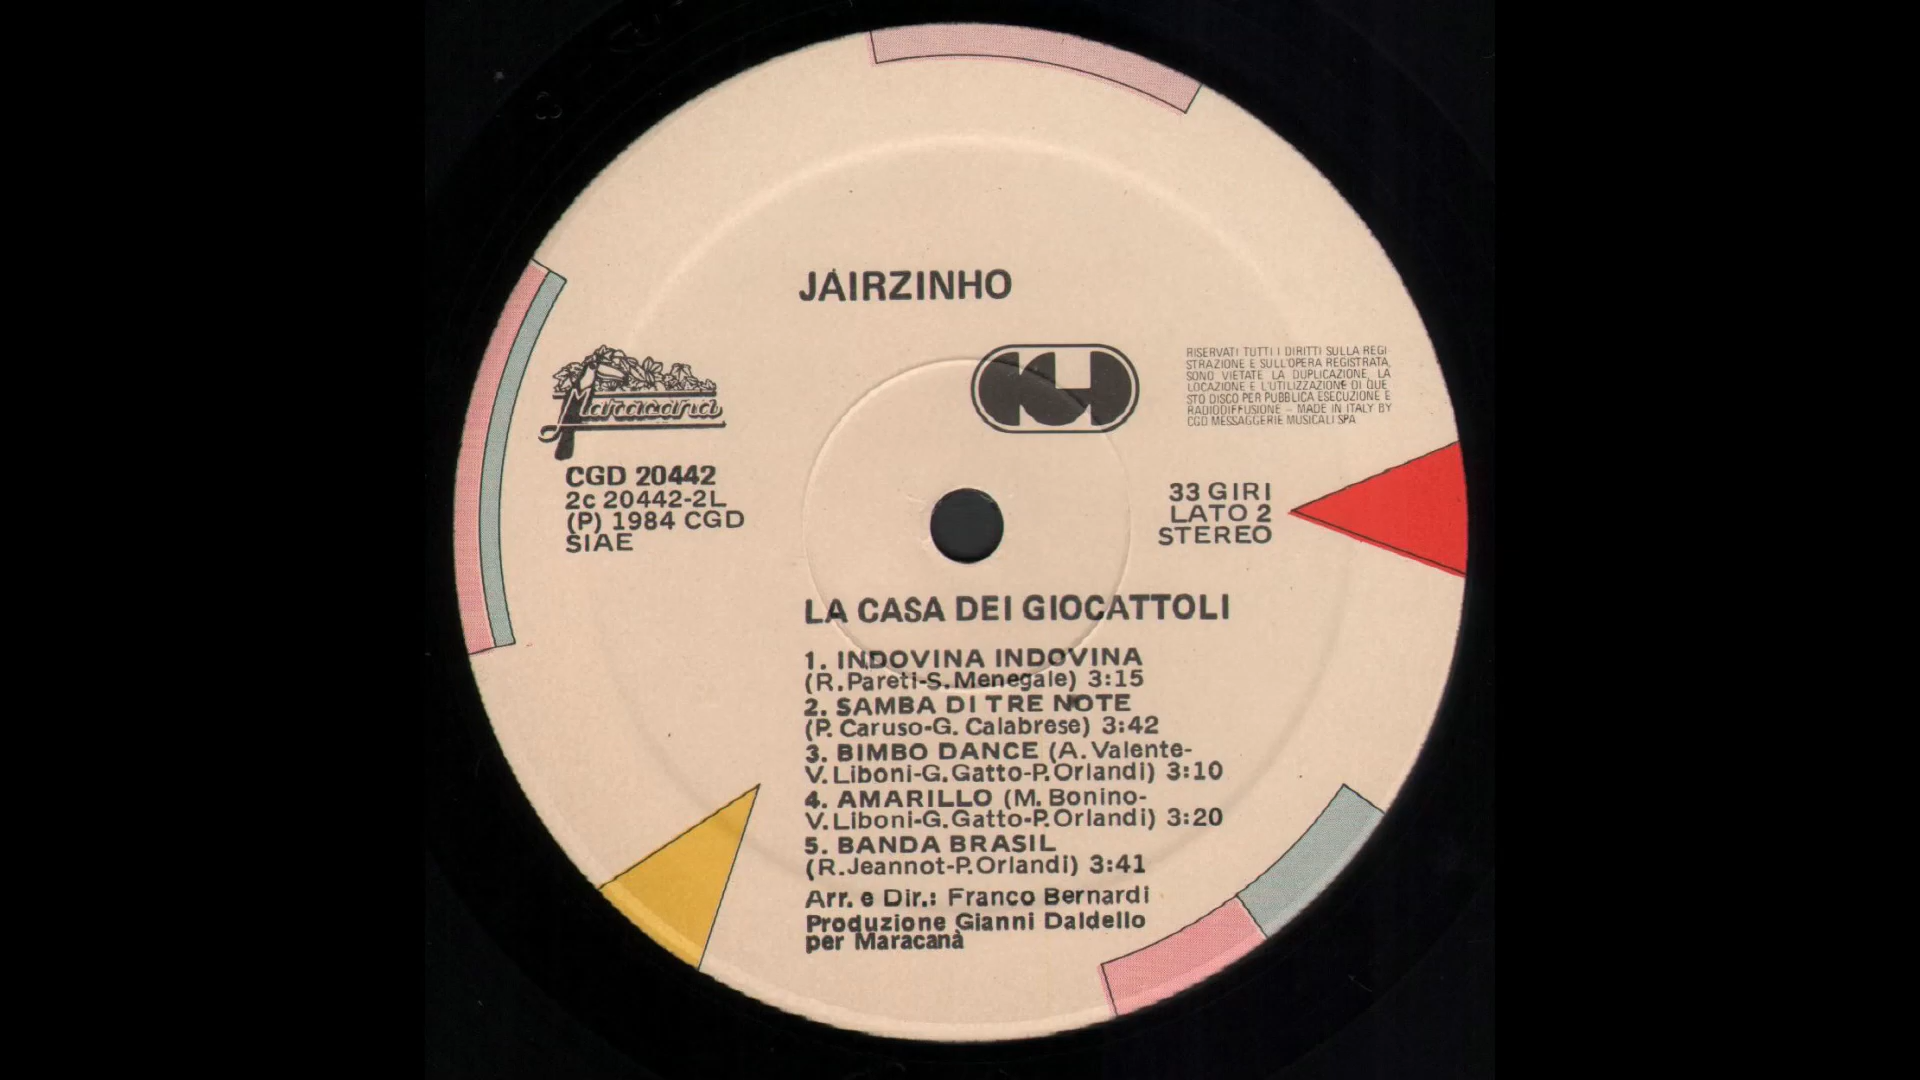 JAIRZINHO
Maracanà
RISERVATI TUTTI I DIRITTI SULLA REGI-
STRAZIONE E SULL'OPERA REGISTRATA,
SONO VIETATE LA DUPLICAZIONE, LA
LOCAZIONE E L'UTILIZZAZIONE DI QUE
STO DISCO PER PUBBLICA ESECUZIONE E
RADIODIFFUSIONE – MADE IN ITALY BY
CGD MESSAGGERIE MUSICALI SPA
CGD 20442
2c 20442-2L
(P) 1984 CGD
SIAE
33 GIRI
LATO 2
STEREO
LA CASA DEI GIOCATTOLI
1. INDOVINA INDOVINA
(R.Pareti-S.Menegale) 3:15
2. SAMBA DI TRE NOTE
(P. Caruso-G. Calabrese) 3:42
3. BIMBO DANCE (A. Valente-
V. Liboni-G. Gatto-P. Orlandi) 3:10
4. AMARILLO (M. Bonino-
V. Liboni-G. Gatto-P. Orlandi) 3:20
5. BANDA BRASIL
(R.Jeannot-P.Orlandi) 3:41
Arr. e Dir.: Franco Bernardi
Produzione Gianni Daldello
per Maracanà